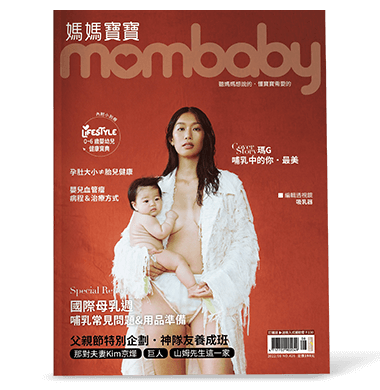 媽媽寶寶
mombaby
聽媽媽想說的，懂寶寶需要的
LiFESTYLE
0~6歲嬰幼兒
健康寶典
Cover Story 瑪G
哺乳中的你，最美
孕肚大小≠胎兒健康
嬰兒血管瘤
病程&治療方式
編輯透視鏡
吸乳器
Special Re
國際母乳週
哺乳常見問題&用品準備
父親節特別企劃・神隊友養成班
那對夫妻Kim京燁
巨人
山姆先生這一家